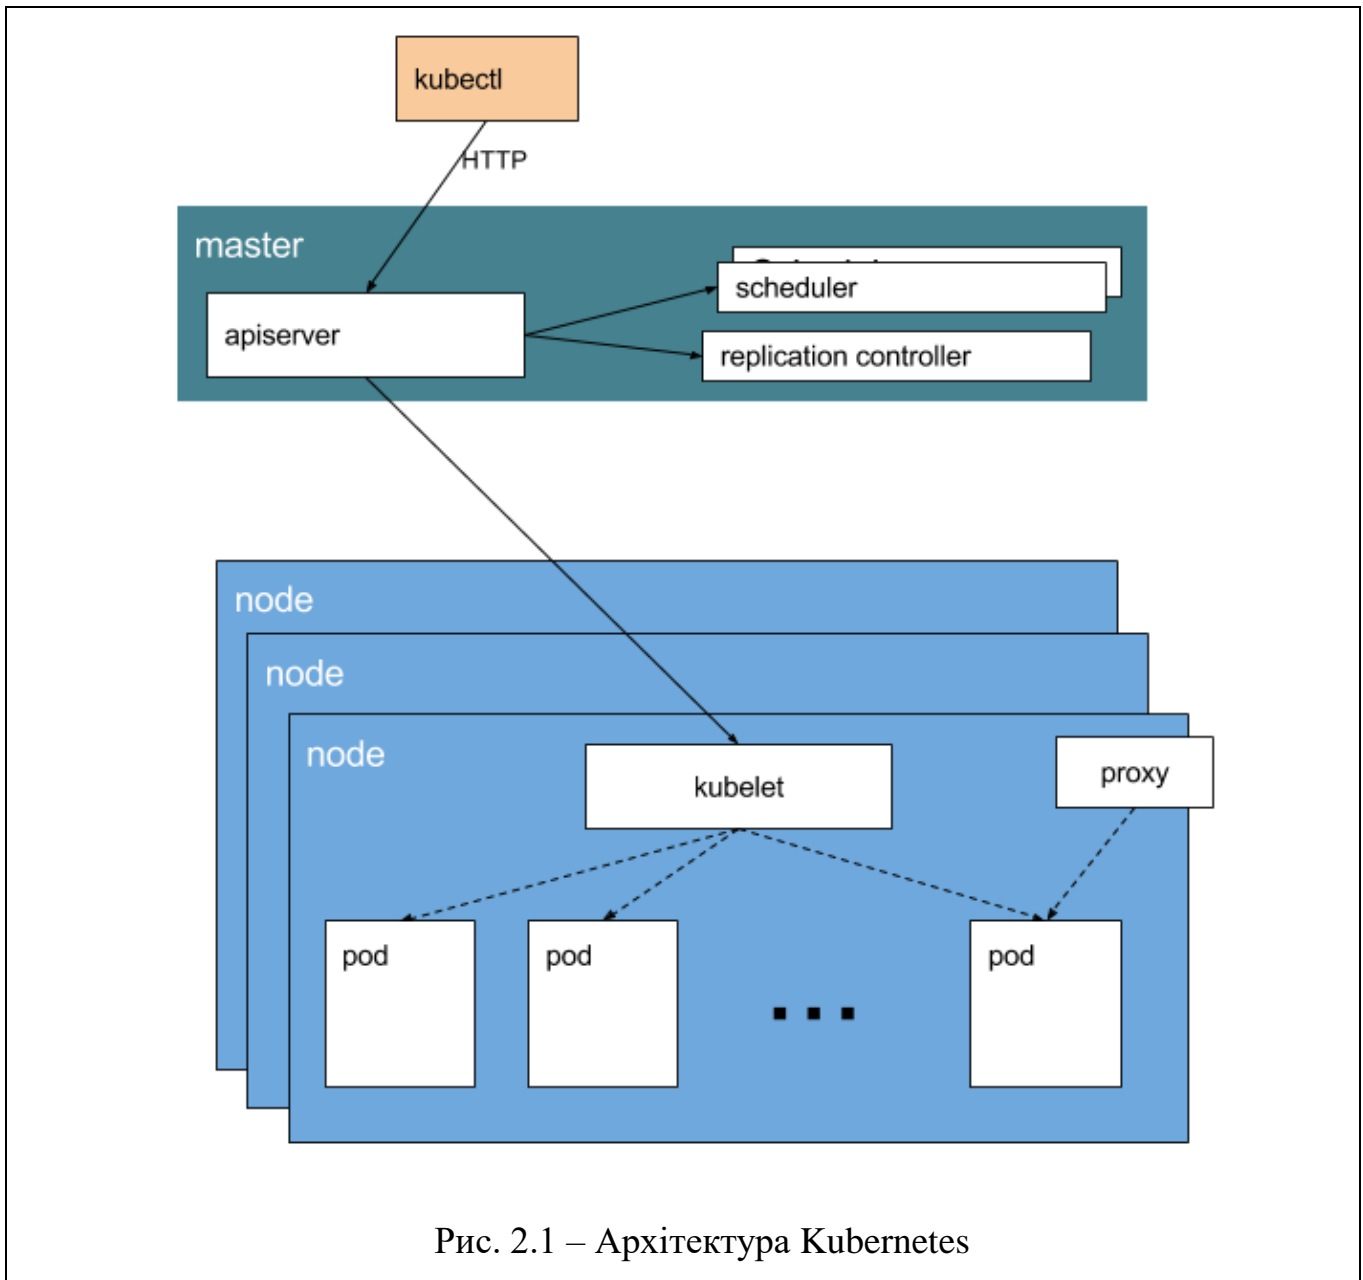 kubectl
HTTP
master
scheduler
apiserver
replication controller
node
node
node
kubelet
proxy
pod
pod
pod
Рис. 2.1 – Архітектура Kubernetes